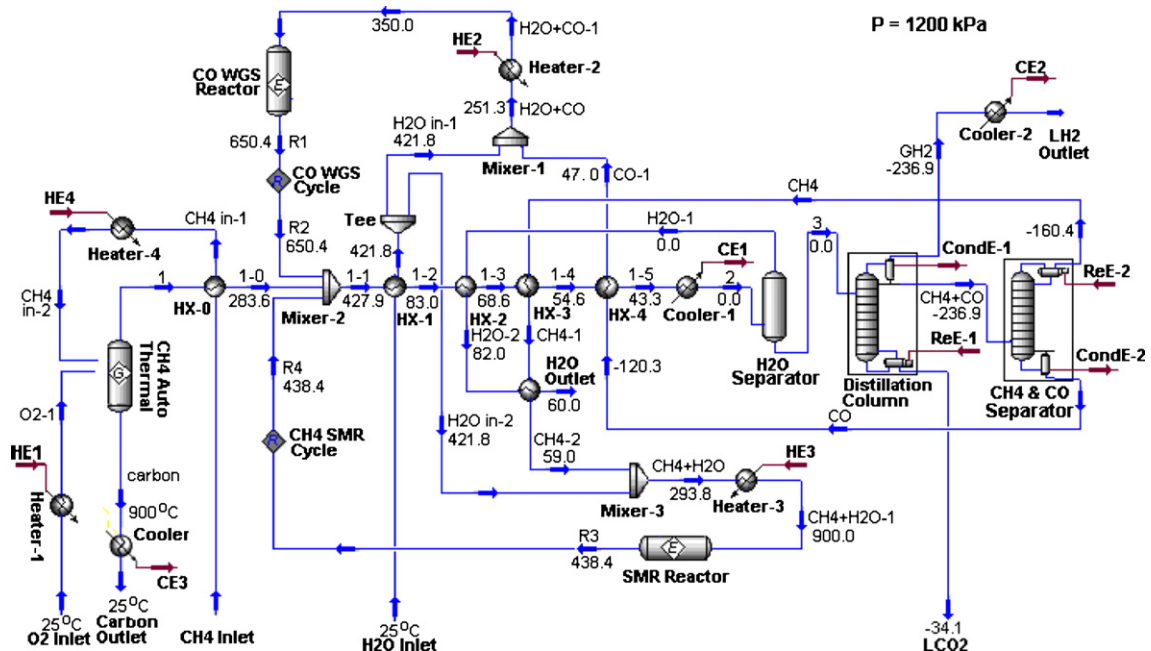 P = 1200 kPa
350.0
H2O+CO-1
HE2
Heater-2
CO WGS
Reactor
E
251.3
H2O+CO
CE2
Cooler-2
LH2
Outlet
GH2
-236.9
650.4
R1
H2O in-1
421.8
Mixer-1
47.0
CO-1
CH4
R
CO WGS
Cycle
HE4
CH4 in-1
Heater-4
R2
650.4
Tee
421.8
H2O-1
0.0
3
0.0
-160.4
CondE-1
ReE-2
CE1
1
1-0
283.6
HX-0
1-1
427.9
Mixer-2
1-2
83.0
HX-1
1-3
68.6
HX-2
1-4
54.6
HX-3
1-5
43.3
HX-4
Cooler-1
2
0.0
CH4+CO
-236.9
CH4
in-2
CH4 Auto
Thermal
G
R4
438.4
H2O-2
82.0
CH4-1
H2O
Outlet
60.0
-120.3
H2O
Separator
ReE-1
Distillation
Column
CondE-2
CH4 & CO
Separator
O2-1
R
CH4 SMR
Cycle
H2O in-2
421.8
CH4-2
59.0
CO
HE1
Heater-1
carbon
900°C
Cooler
CE3
Mixer-3
CH4+H2O
293.8
HE3
Heater-3
CH4+H2O-1
900.0
R3
438.4
E
SMR Reactor
25°C
O2 Inlet
25°C
Carbon
Outlet
CH4 Inlet
25°C
H2O Inlet
-34.1
LCO2